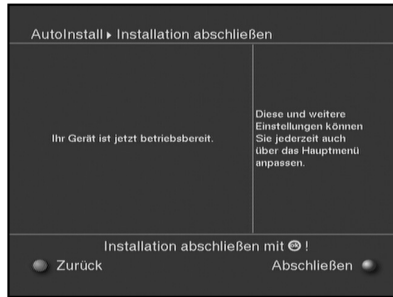 AutoInstall ▸ Installation abschließen
Ihr Gerät ist jetzt betriebsbereit.
Diese und weitere
Einstellungen können
Sie jederzeit auch
über das Hauptmenü
anpassen.
Installation abschließen mit OK !
Zurück
Abschließen